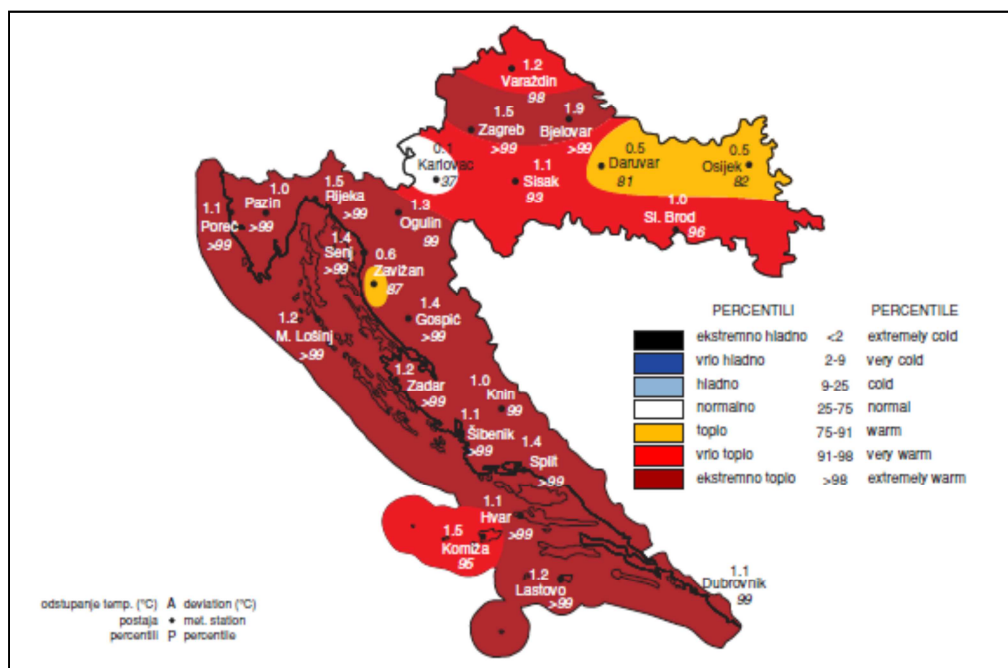 1.2
Varaždin
98
1.5
Zagreb
>99
1.9
Bjelovar
>99
0.1
Karlovac
37
1.1
Sisak
93
0.5
Daruvar
81
0.5
Osijek
82
1.0
Sl. Brod
96
1.1
Poreč
>99
1.0
Pazin
>99
1.5
Rijeka
>99
1.3
Ogulin
99
1.4
Senj
>99
0.6
Zavižan
87
1.4
Gospić
>99
1.2
M. Lošinj
>99
1.2
Zadar
>99
1.0
Knin
99
1.1
Šibenik
>99
1.4
Split
>99
1.1
Hvar
>99
1.5
Komiža
95
1.2
Lastovo
>99
1.1
Dubrovnik
99
PERCENTILI PERCENTILE
ekstremno hladno <2 extremely cold
vrlo hladno 2-9 very cold
hladno 9-25 cold
normalno 25-75 normal
toplo 75-91 warm
vrlo toplo 91-98 very warm
ekstremno toplo >98 extremely warm
odstupanje temp. (°C) A deviation (°C)
postaja met. station
percentili P percentile